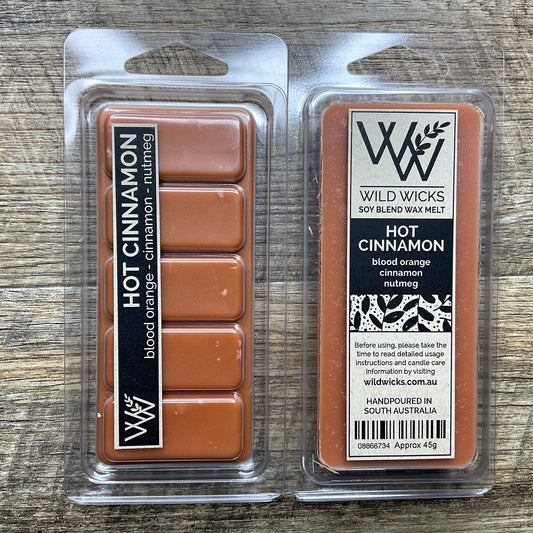 HOT CINNAMON
blood orange - cinnamon - nutmeg
WILD WICKS
SOY BLEND WAX MELT
HOT
CINNAMON
blood orange
cinnamon
nutmeg
Before using, please take the
time to read detailed usage
instructions and candle care
information by visiting
wildwicks.com.au
HANDPOURED IN
SOUTH AUSTRALIA
08866734 Approx 45g